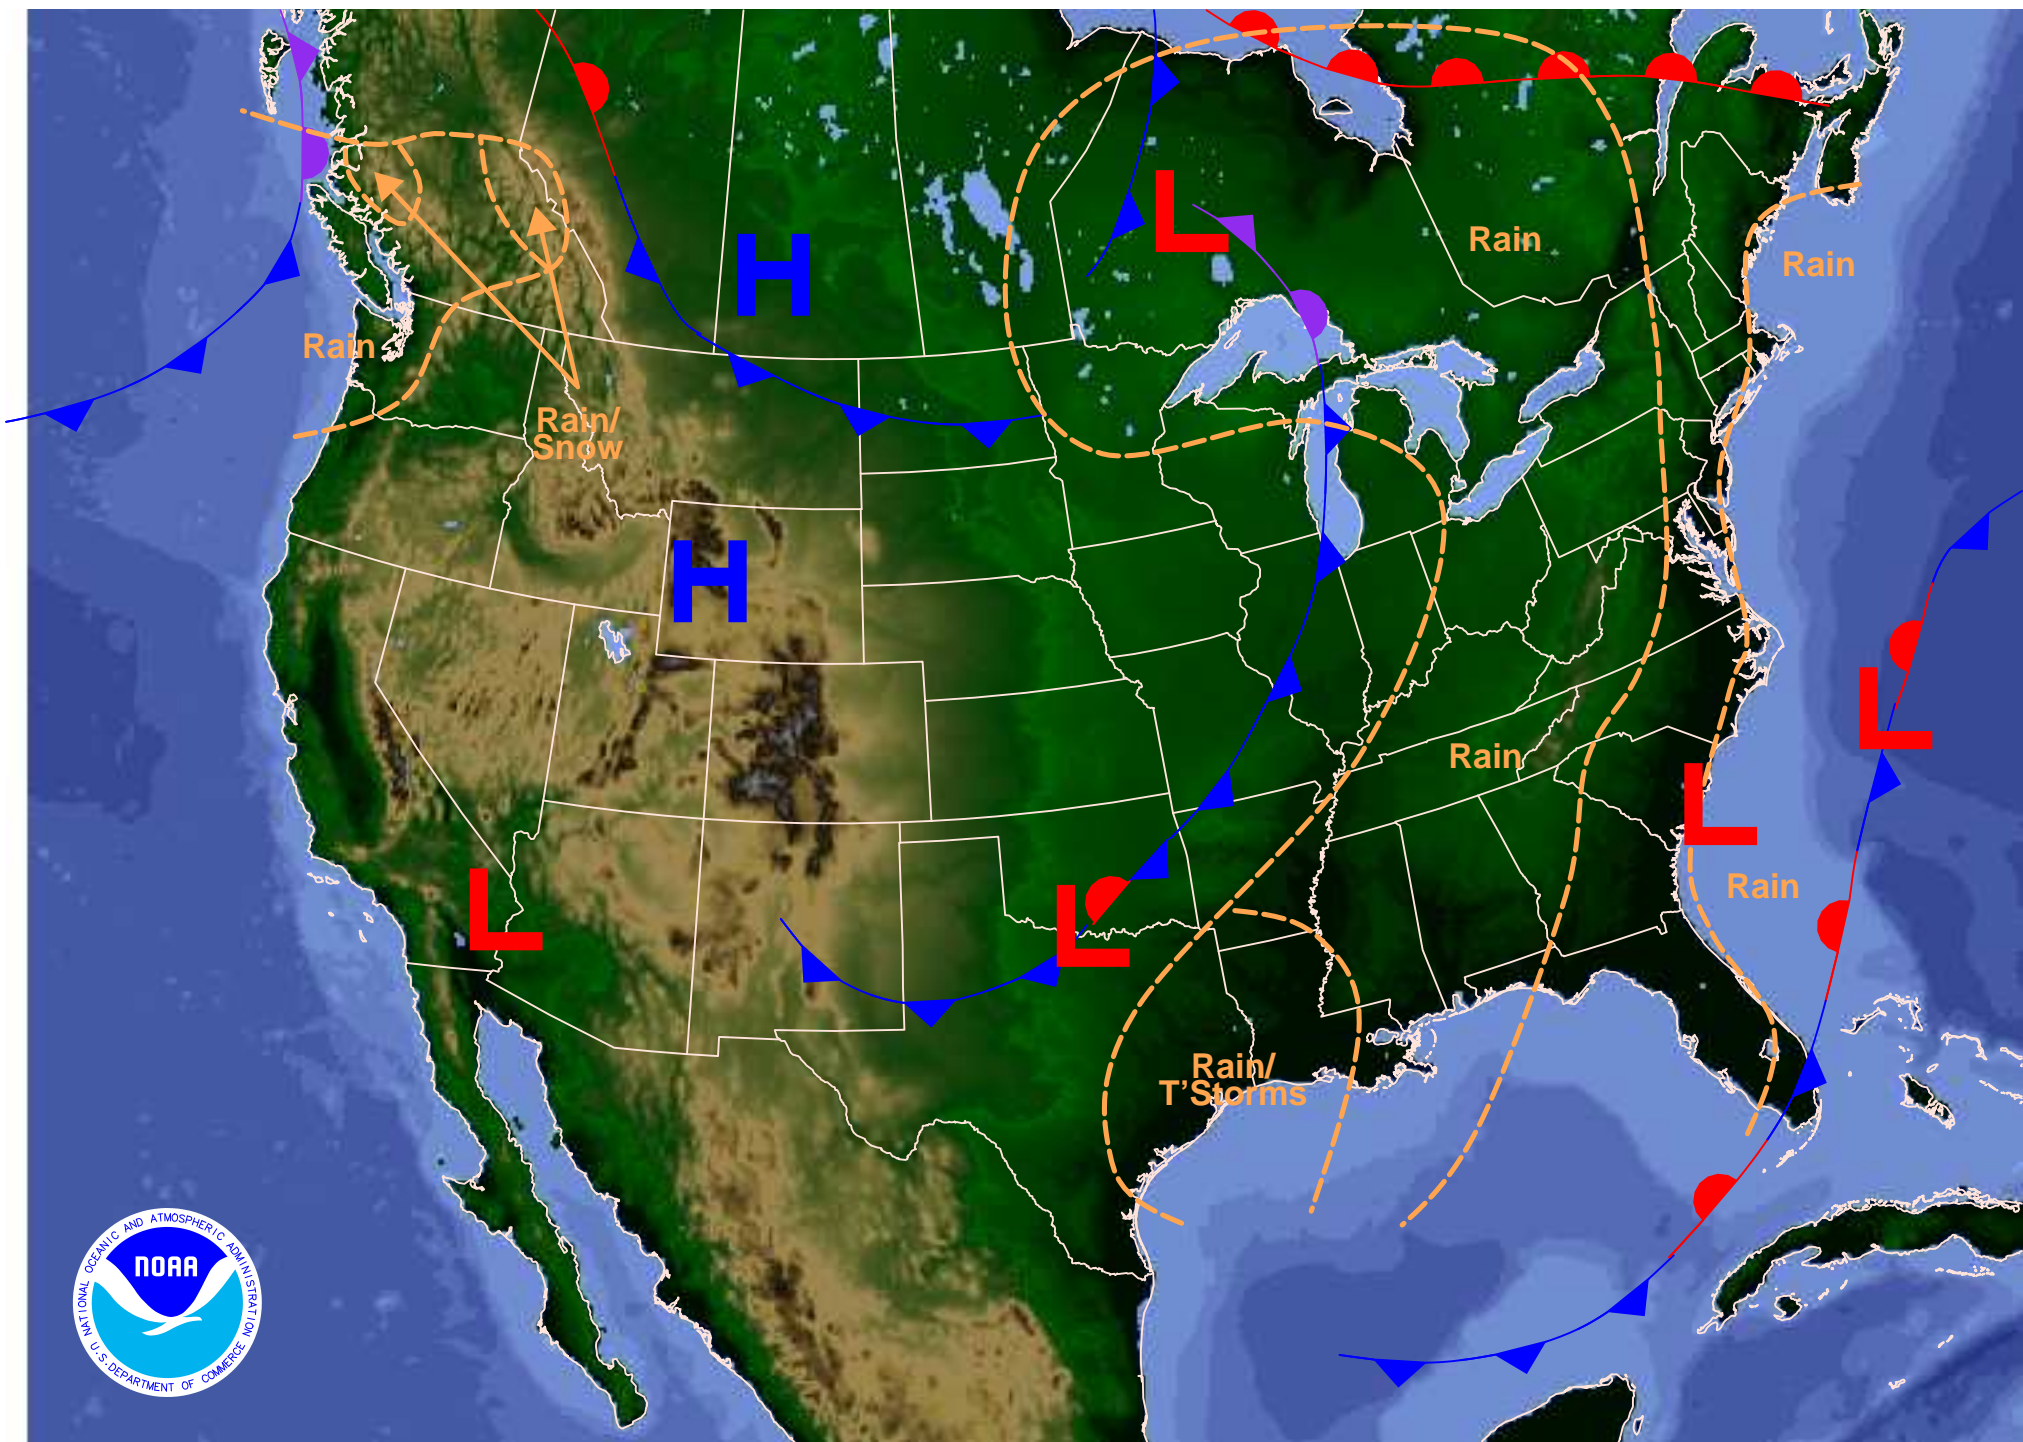 H
L
Rain
Rain
Rain
Rain/
Snow
H
L
Rain
L
Rain
L
L
Rain/
T'Storms
NATIONAL OCEANIC AND ATMOSPHERIC ADMINISTRATION
NOAA
U.S. DEPARTMENT OF COMMERCE